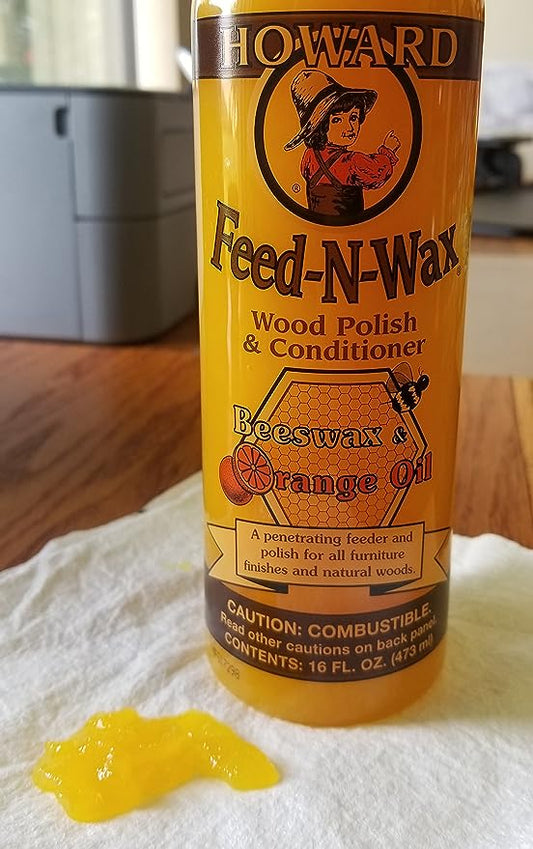 HOWARD
®
Feed-N-Wax®
Wood Polish
& Conditioner
Beeswax &
Orange Oil
A penetrating feeder and
polish for all furniture
finishes and natural woods.
CAUTION: COMBUSTIBLE.
Read other cautions on back panel.
CONTENTS: 16 FL. OZ. (473 ml)